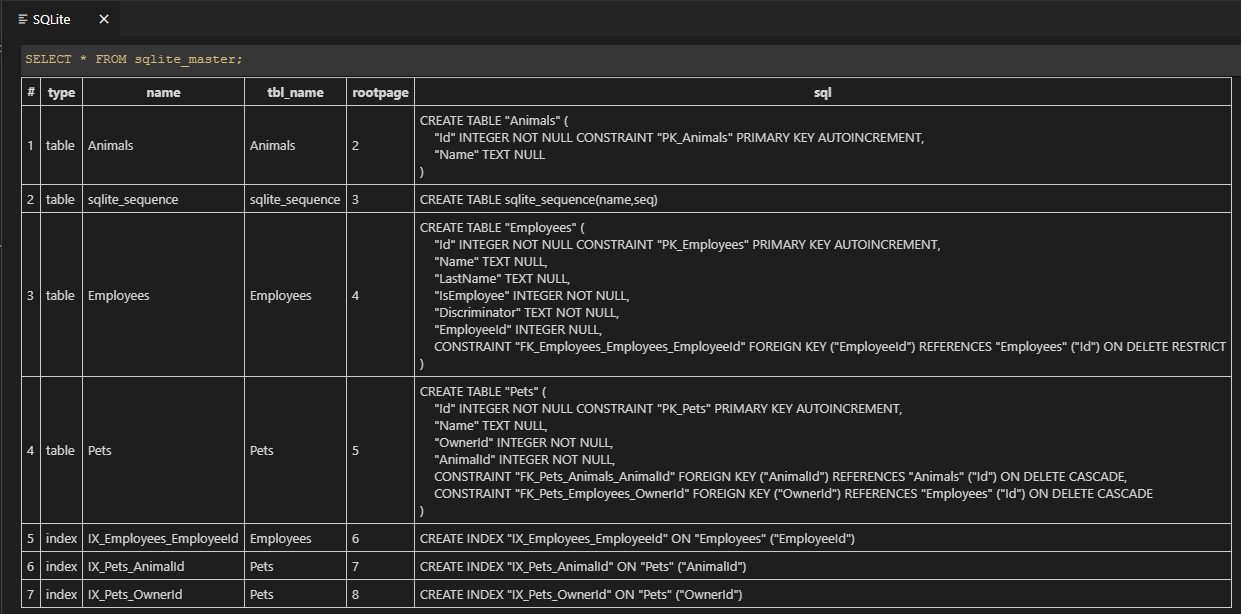 SQLite
SELECT * FROM sqlite_master;
# type name tbl_name rootpage sql
1 table Animals Animals 2
CREATE TABLE "Animals" (
"Id" INTEGER NOT NULL CONSTRAINT "PK_Animals" PRIMARY KEY AUTOINCREMENT,
"Name" TEXT NULL
)
2 table sqlite_sequence sqlite_sequence 3 CREATE TABLE sqlite_sequence(name,seq)
3 table Employees Employees 4
CREATE TABLE "Employees" (
"Id" INTEGER NOT NULL CONSTRAINT "PK_Employees" PRIMARY KEY AUTOINCREMENT,
"Name" TEXT NULL,
"LastName" TEXT NULL,
"IsEmployee" INTEGER NOT NULL,
"Discriminator" TEXT NOT NULL,
"EmployeeId" INTEGER NULL,
CONSTRAINT "FK_Employees_Employees_EmployeeId" FOREIGN KEY ("EmployeeId") REFERENCES "Employees" ("Id") ON DELETE RESTRICT
)
4 table Pets Pets 5
CREATE TABLE "Pets" (
"Id" INTEGER NOT NULL CONSTRAINT "PK_Pets" PRIMARY KEY AUTOINCREMENT,
"Name" TEXT NULL,
"OwnerId" INTEGER NOT NULL,
"AnimalId" INTEGER NOT NULL,
CONSTRAINT "FK_Pets_Animals_AnimalId" FOREIGN KEY ("AnimalId") REFERENCES "Animals" ("Id") ON DELETE CASCADE,
CONSTRAINT "FK_Pets_Employees_OwnerId" FOREIGN KEY ("OwnerId") REFERENCES "Employees" ("Id") ON DELETE CASCADE
)
5 index IX_Employees_EmployeeId Employees 6 CREATE INDEX "IX_Employees_EmployeeId" ON "Employees" ("EmployeeId")
6 index IX_Pets_AnimalId Pets 7 CREATE INDEX "IX_Pets_AnimalId" ON "Pets" ("AnimalId")
7 index IX_Pets_OwnerId Pets 8 CREATE INDEX "IX_Pets_OwnerId" ON "Pets" ("OwnerId")